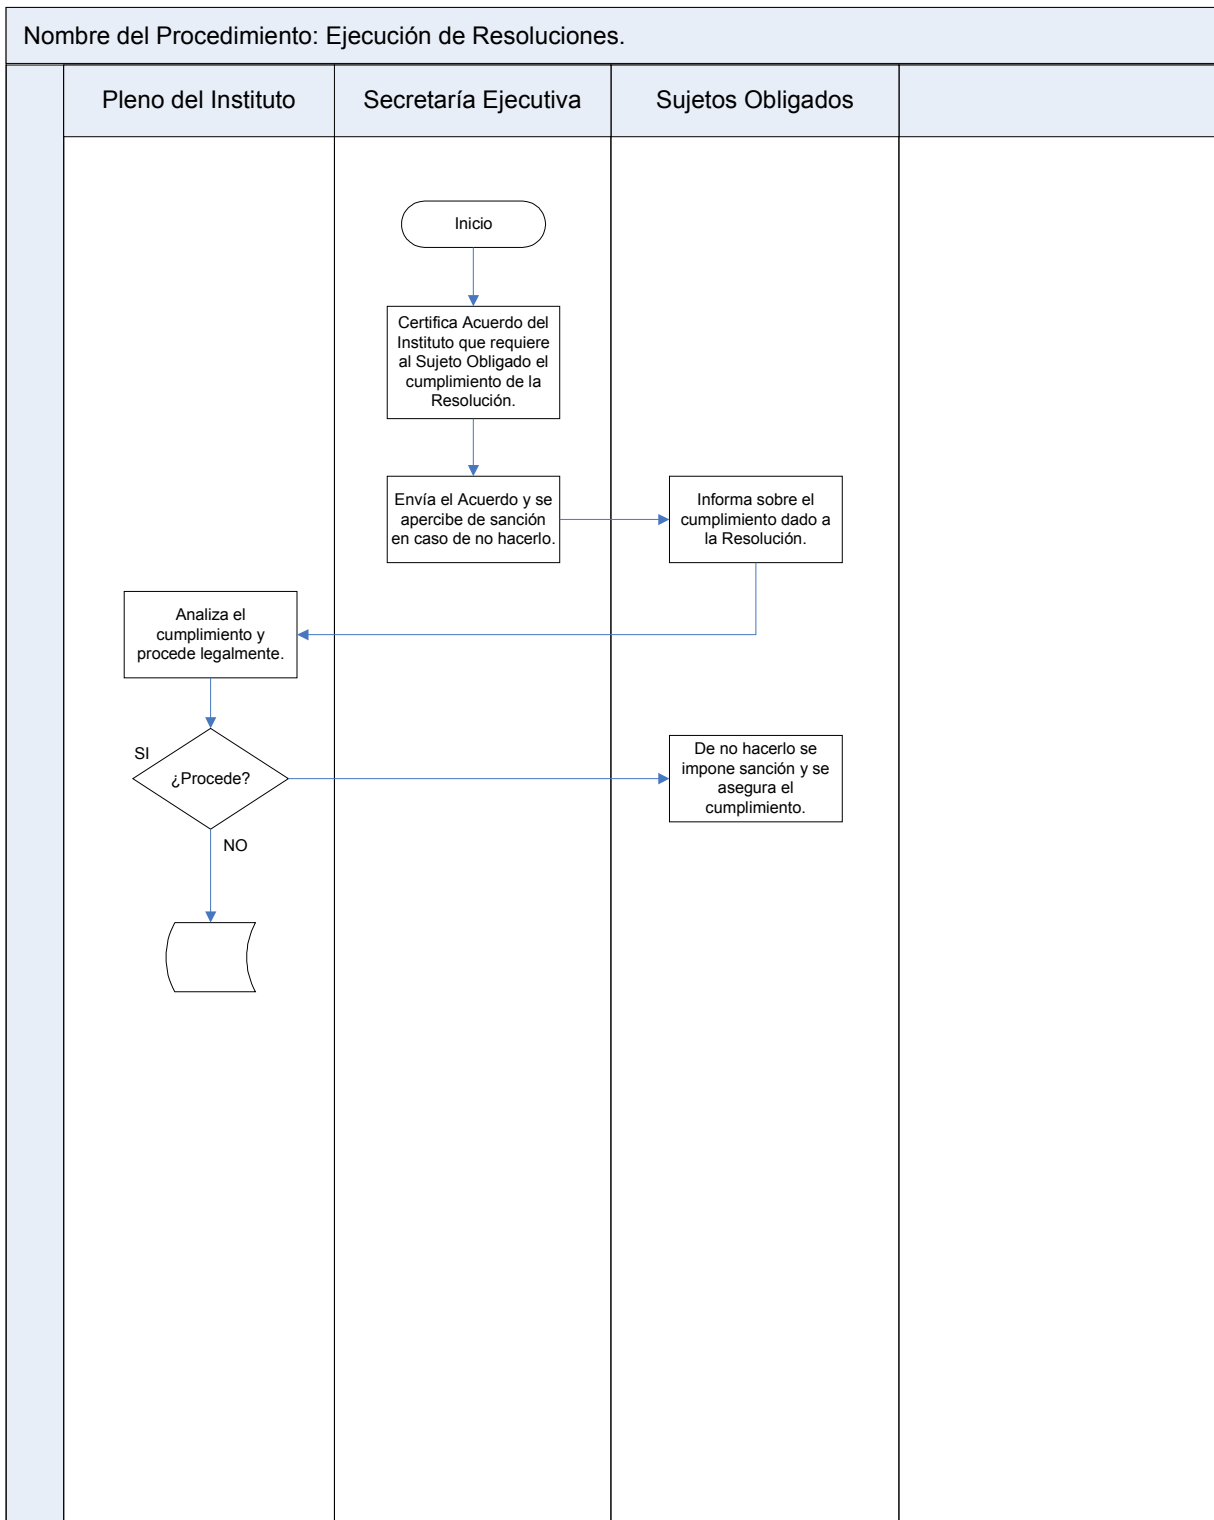 Nombre del Procedimiento: Ejecución de Resoluciones.
Pleno del Instituto
Secretaría Ejecutiva
Sujetos Obligados
Inicio
Certifica Acuerdo del
Instituto que requiere
al Sujeto Obligado el
cumplimiento de la
Resolución.
Envía el Acuerdo y se
apercibe de sanción
en caso de no hacerlo.
Informa sobre el
cumplimiento dado a
la Resolución.
Analiza el
cumplimiento y
procede legalmente.
SI
¿Procede?
NO
De no hacerlo se
impone sanción y se
asegura el
cumplimiento.